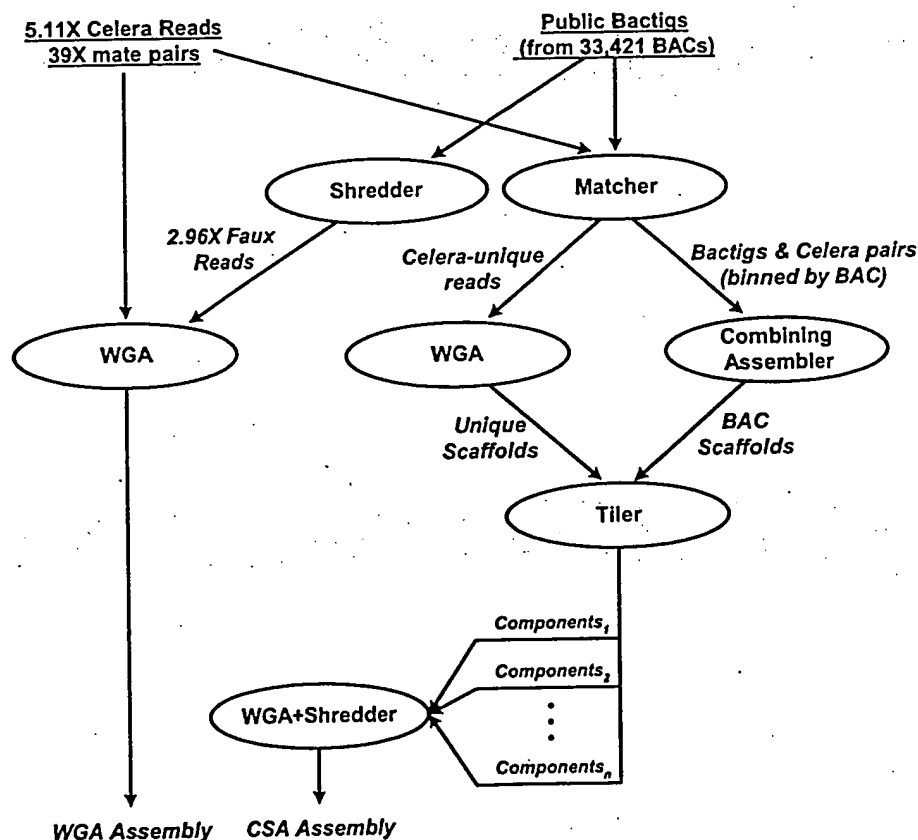 5.11X Celera Reads
39X mate pairs
Public Bactigs
(from 33,421 BACs)
Shredder
Matcher
2.96X Faux
Reads
Celera-unique
reads
Bactigs & Celera pairs
(binned by BAC)
WGA
WGA
Combining
Assembler
Unique
Scaffolds
BAC
Scaffolds
Tiler
Components1
Components2
WGA+Shredder
Componentsn
WGA Assembly
CSA Assembly